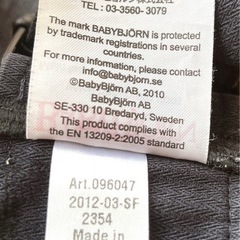 TEL: 03-3560-3079
The mark BABYBJÖRN is protected
by trademark registrations in several
countries.
For more information, please email
info@babybjorn.se
© BabyBjörn AB, 2010
BabyBjörn AB
SE-330 10 Bredaryd, Sweden
This product complies with
the EN 13209-2:2005 standard
Art.096047
2012-03-SF
2354
Made in